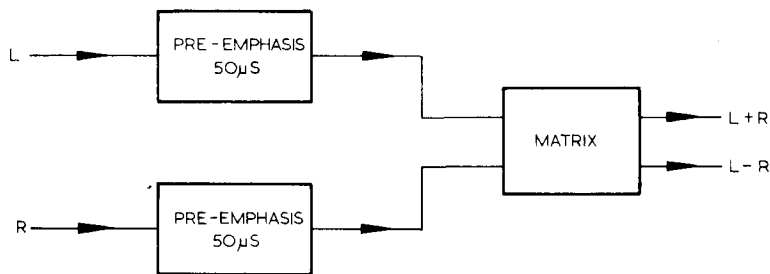 L
PRE-EMPHASIS
50µS
MATRIX
L+R
L-R
R
PRE-EMPHASIS
50µS